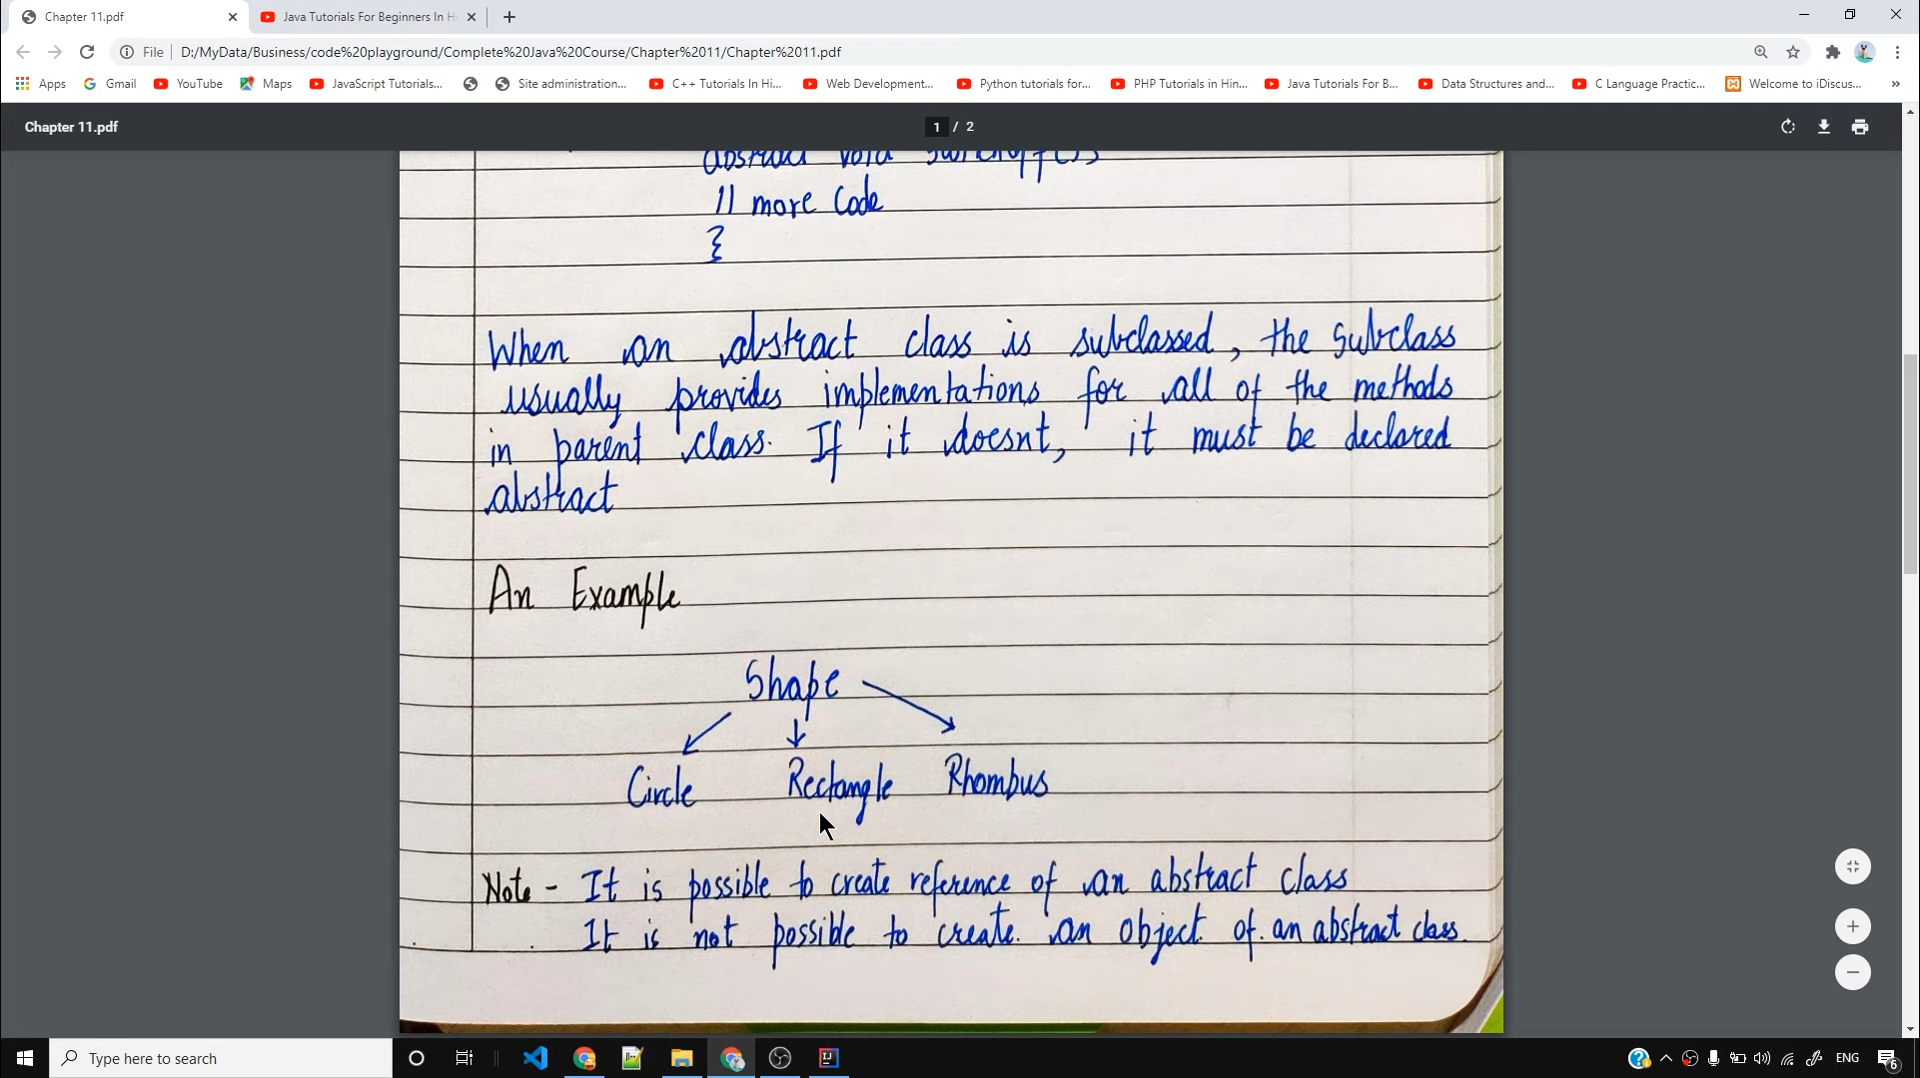 Chapter 11.pdf
Java Tutorials For Beginners In Hi
File
D:/MyData/Business/code%20playground/Complete%20Java%20Course/Chapter%2011/Chapter%2011.pdf
Apps
Gmail
YouTube
Maps
JavaScript Tutorials...
Site administration...
C++ Tutorials In Hi...
Web Development...
Python tutorials for...
PHP Tutorials in Hin...
Java Tutorials For B...
Data Structures and...
C Language Practic...
Welcome to iDiscus...
»
Chapter 11.pdf
1 / 2
abstract void
// more Code
}
When an abstract class is subclassed, the subclass
usually provides implementations for all of the methods
in parent class. If it doesnt, it must be declared
abstract
An Example
Shape
Circle Rectangle Rhombus
Note - It is possible to create reference of an abstract class
It is not possible to create an object of an abstract class.
Type here to search
ENG
6